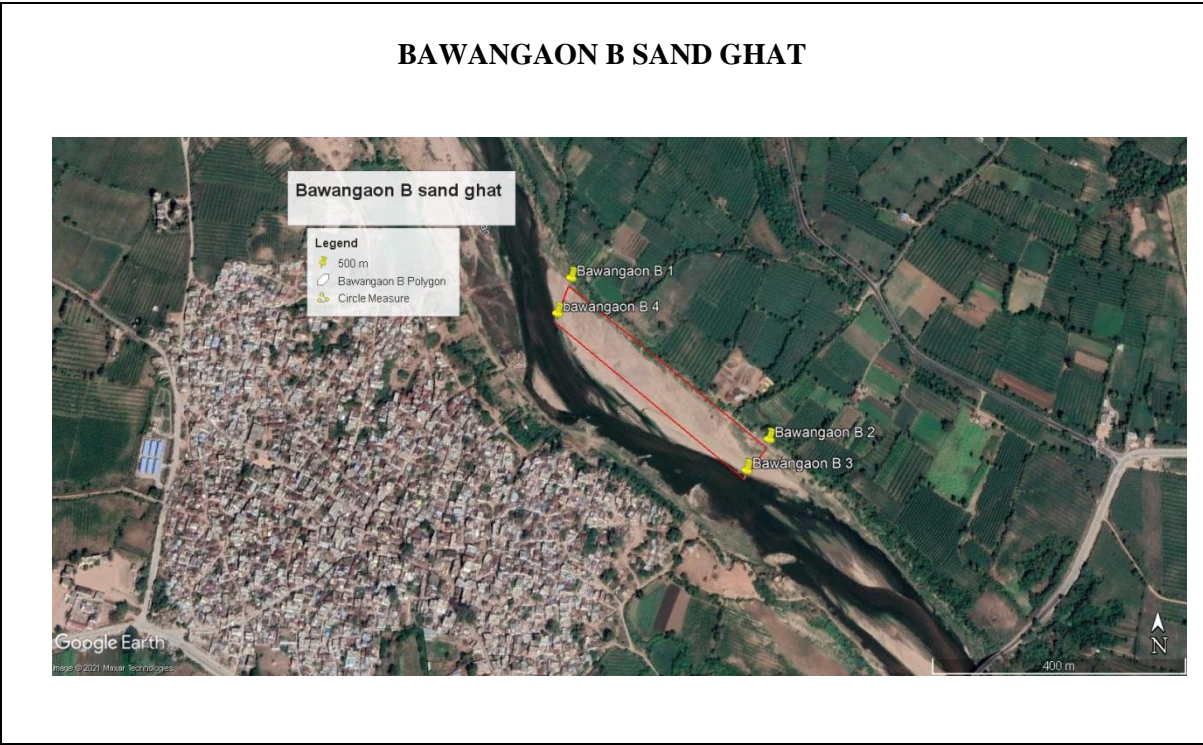 BAWANGAON B SAND GHAT
Bawangaon B sand ghat
Legend
500 m
Bawangaon B Polygon
Circle Measure
Bawangaon B 1
bawangaon B 4
Bawangaon B 2
Bawangaon B 3
Google Earth
Image © 2021 Maxar Technologies
N
400 m